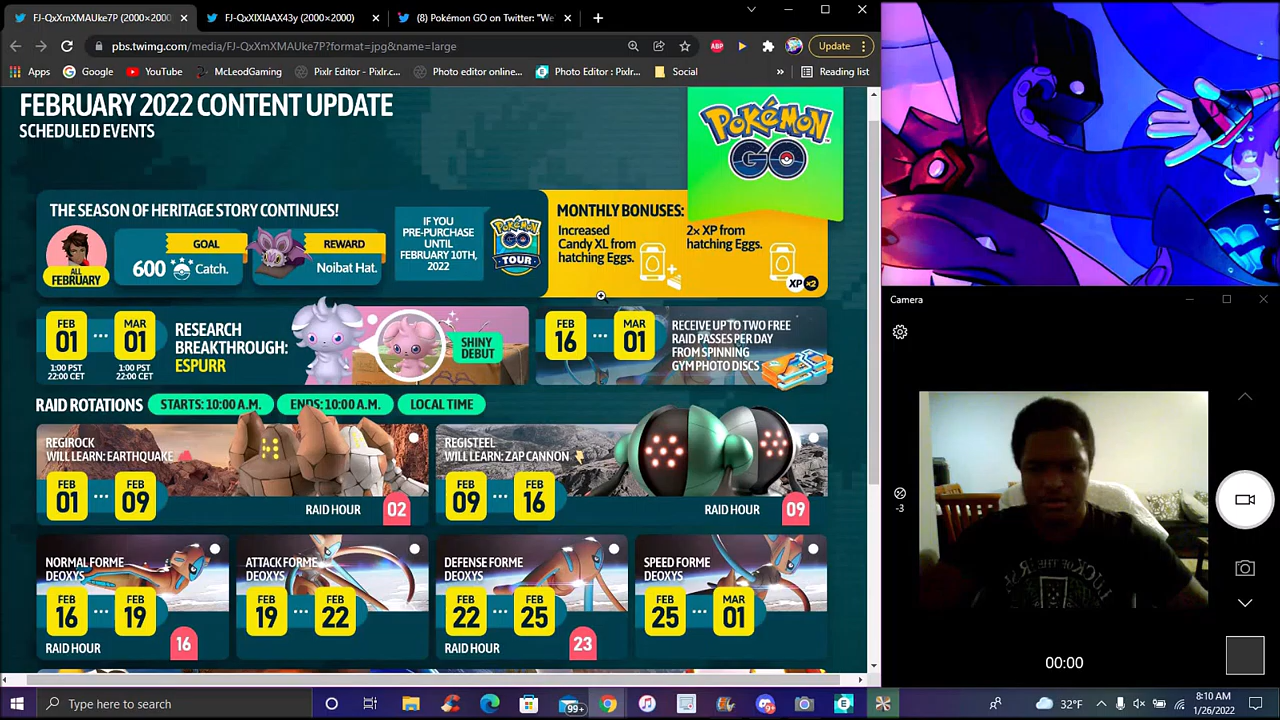 FJ-QxXmXMAUke7P (2000×2000)
FJ-QxXIXIAAX43y (2000×2000)
(8) Pokémon GO on Twitter: "We
pbs.twimg.com/media/FJ-QxXmXMAUke7P?format=jpg&name=large
ABP
Update
Apps
Google
YouTube
McLeodGaming
Pixlr Editor - Pixlr.c...
Photo editor online...
Photo Editor : Pixlr...
Social
»
Reading list
FEBRUARY 2022 CONTENT UPDATE
SCHEDULED EVENTS
POKÉMON
GO
THE SEASON OF HERITAGE STORY CONTINUES!
ALL
FEBRUARY
GOAL
600 Catch.
REWARD
Noibat Hat.
IF YOU
PRE-PURCHASE
UNTIL
FEBRUARY 10TH,
2022
POKÉMON
GO
TOUR
MONTHLY BONUSES:
Increased
Candy XL from
hatching Eggs.
2× XP from
hatching Eggs.
XP x2
FEB
01
1:00 PST
22:00 CET
MAR
01
1:00 PST
22:00 CET
RESEARCH
BREAKTHROUGH:
ESPURR
SHINY
DEBUT
FEB
16
MAR
01
RECEIVE UP TO TWO FREE
RAID PASSES PER DAY
FROM SPINNING
GYM PHOTO DISCS
RAID ROTATIONS
STARTS: 10:00 A.M.
ENDS: 10:00 A.M.
LOCAL TIME
REGIROCK
WILL LEARN: EARTHQUAKE
FEB
01
FEB
09
RAID HOUR
02
REGISTEEL
WILL LEARN: ZAP CANNON
FEB
09
FEB
16
RAID HOUR
09
NORMAL FORME
DEOXYS
FEB
16
FEB
19
RAID HOUR
16
ATTACK FORME
DEOXYS
FEB
19
FEB
22
DEFENSE FORME
DEOXYS
FEB
22
FEB
25
RAID HOUR
23
SPEED FORME
DEOXYS
FEB
25
MAR
01
Camera
-3
LUCK OF THE
00:00
Type here to search
99+
32°F
8:10 AM
1/26/2022